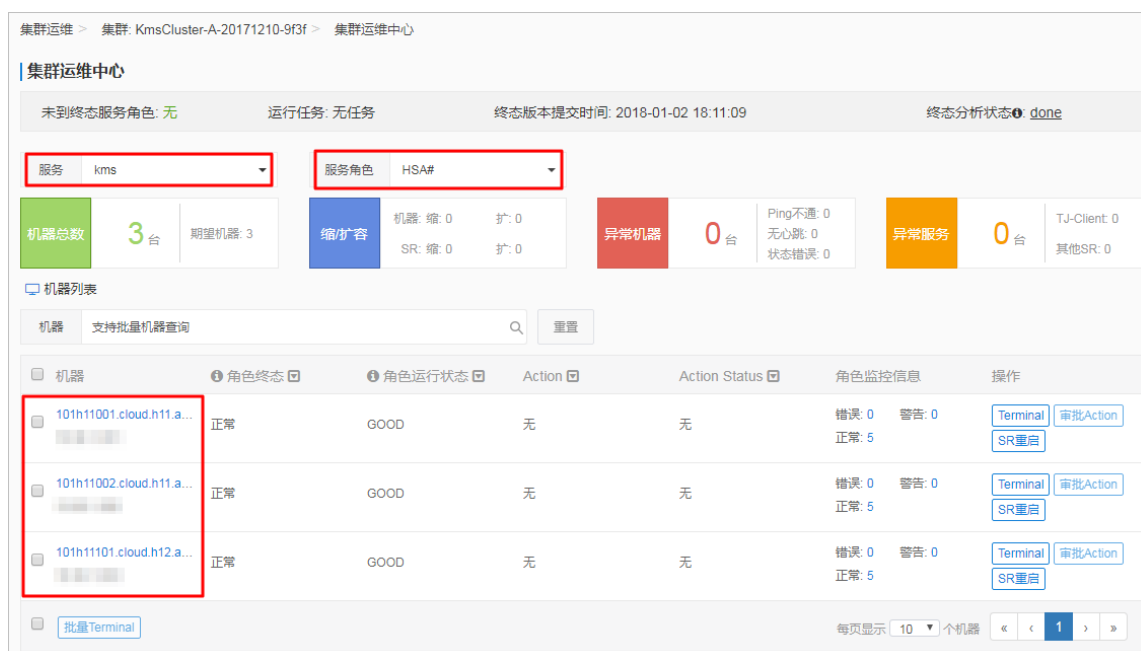 集群运维 > 集群: KmsCluster-A-20171210-9f3f > 集群运维中心
集群运维中心
未到终态服务角色: 无 运行任务: 无任务 终态版本提交时间: 2018-01-02 18:11:09 终态分析状态: done
服务 kms 服务角色 HSA#
机器总数 3 台 期望机器: 3
缩/扩容 机器: 缩: 0 扩: 0
SR: 缩: 0 扩: 0
异常机器 0 台 Ping不通: 0
无心跳: 0
状态错误: 0
异常服务 0 台 TJ-Client: 0
其他SR: 0
机器列表
机器 支持批量机器查询 重置
机器 角色终态 角色运行状态 Action Action Status 角色监控信息 操作
101h11001.cloud.h11.a... 正常 GOOD 无 无 错误: 0 警告: 0 Terminal 审批Action
正常: 5 SR重启
101h11002.cloud.h11.a... 正常 GOOD 无 无 错误: 0 警告: 0 Terminal 审批Action
正常: 5 SR重启
101h11101.cloud.h12.a... 正常 GOOD 无 无 错误: 0 警告: 0 Terminal 审批Action
正常: 5 SR重启
批量Terminal 每页显示 10 个机器 « ‹ 1 › »